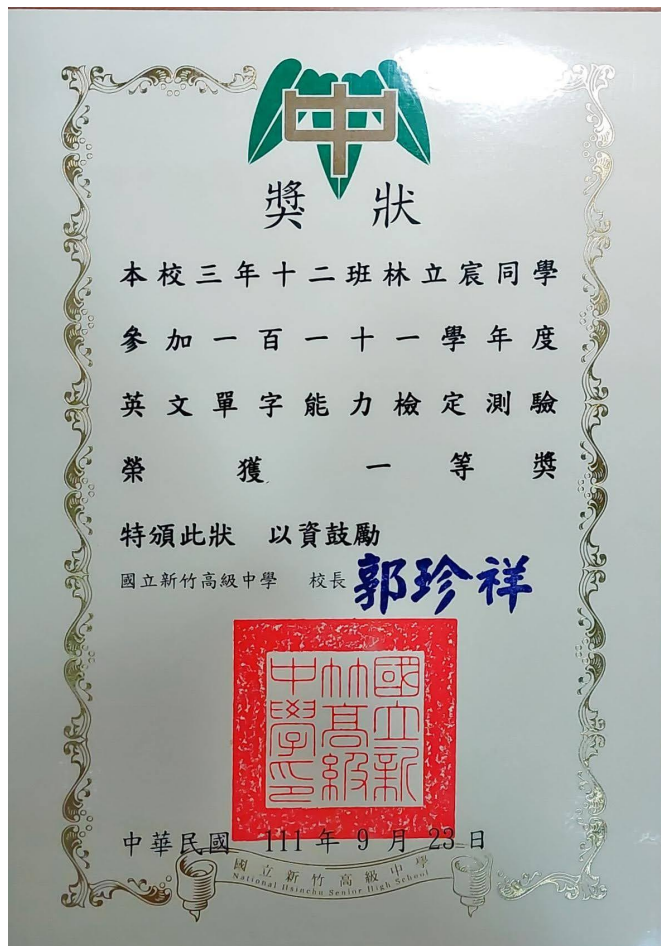 中
獎狀
本校三年十二班林立宸同學
參加一百一十一學年度
英文單字能力檢定測驗
榮獲一等獎
特頒此狀 以資鼓勵
國立新竹高級中學 校長 郭珍祥
國立新
竹高級
中學印
中華民國 111 年 9 月 23 日
國立新竹高級中學
National Hsinchu Senior High School